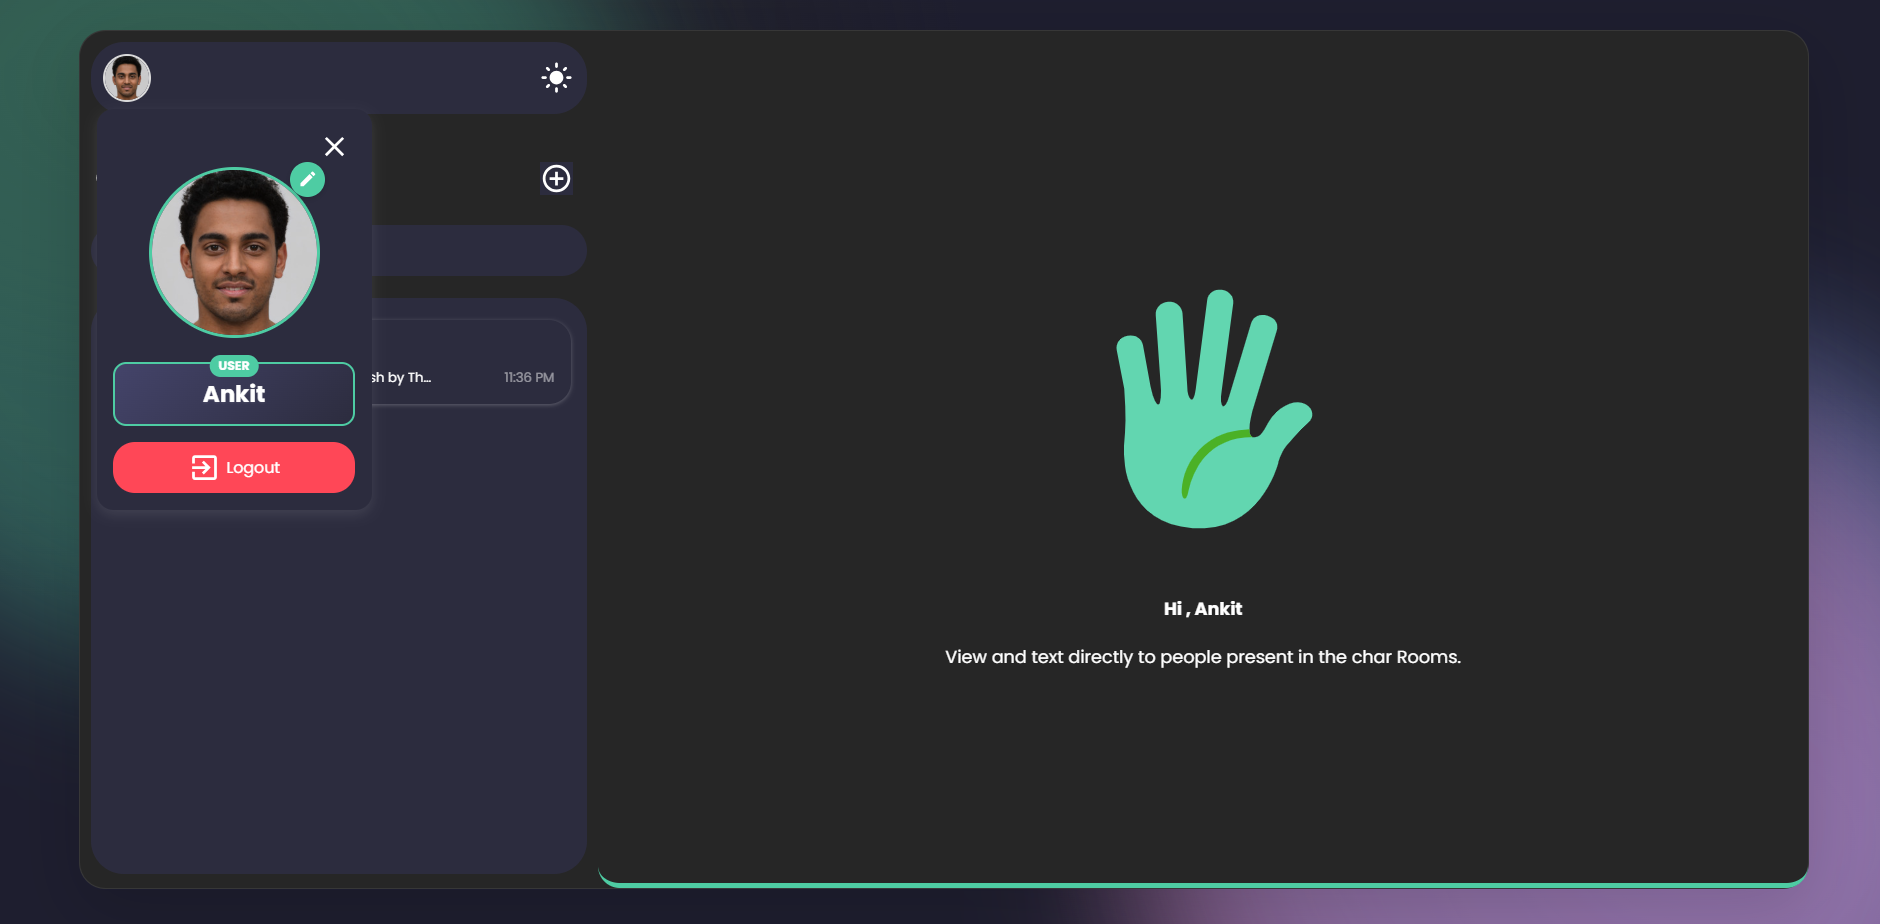 USER
Ankit
Logout
sh by Th...
11:36 PM
Hi , Ankit
View and text directly to people present in the char Rooms.